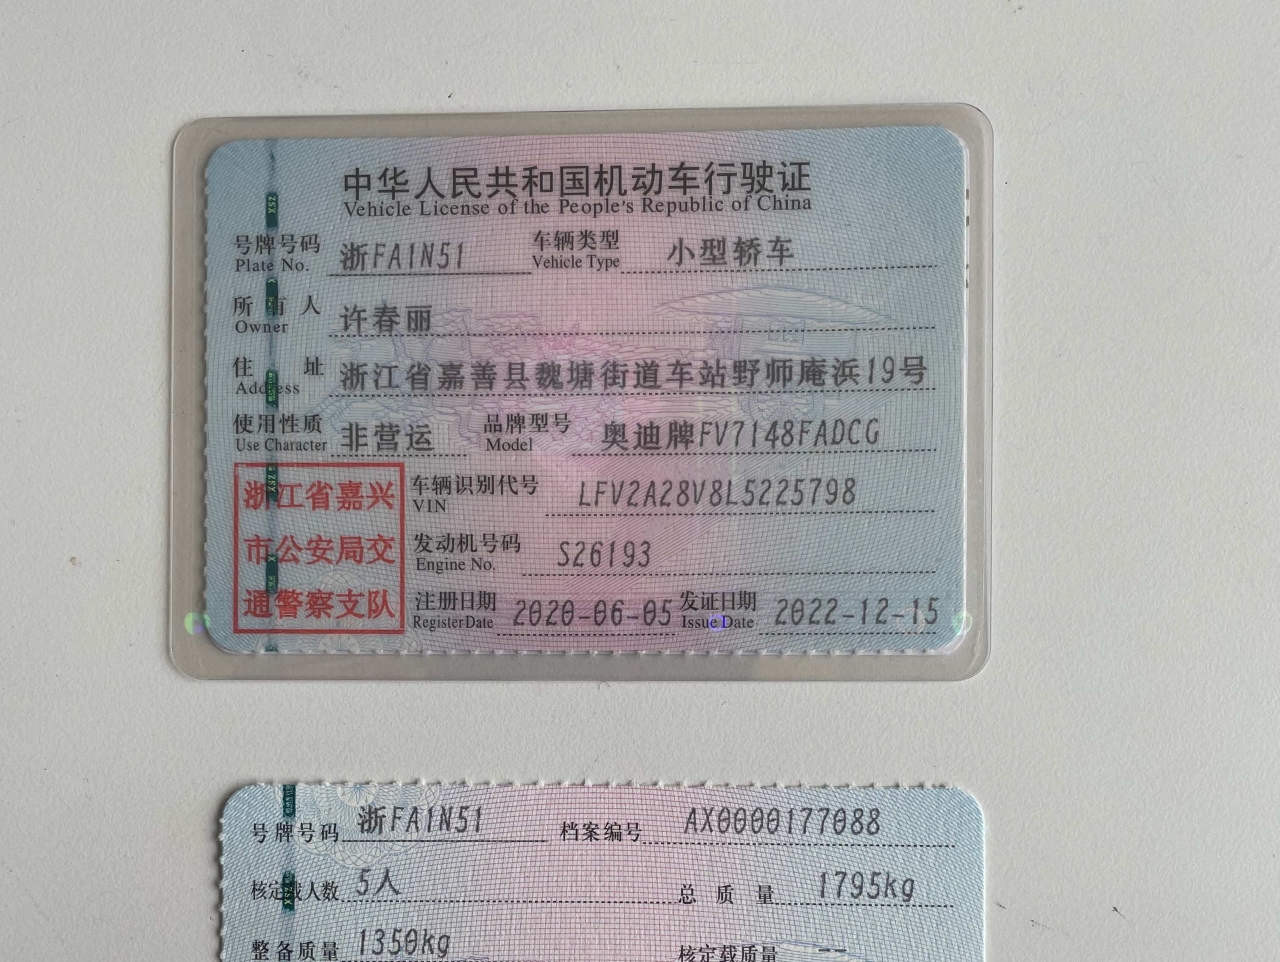 中华人民共和国机动车行驶证
Vehicle License of the People's Republic of China
号牌号码 浙FA1N51 车辆类型 小型轿车
Plate No. Vehicle Type
所有人 许春丽
Owner
住址 浙江省嘉善县魏塘街道车站野师庵浜19号
Address
使用性质 非营运 品牌型号 奥迪牌FV7148FADCG
Use Character Model
浙江省嘉兴
市公安局交
通警察支队
车辆识别代号 LFV2A28V8L5225798
VIN
发动机号码 S26193
Engine No.
注册日期 2020-06-05 发证日期 2022-12-15
Register Date Issue Date
号牌号码 浙FA1N51 档案编号 AX0000177088
核定载人数 5人 总质量 1795kg
整备质量 1350kg 核定载质量 --